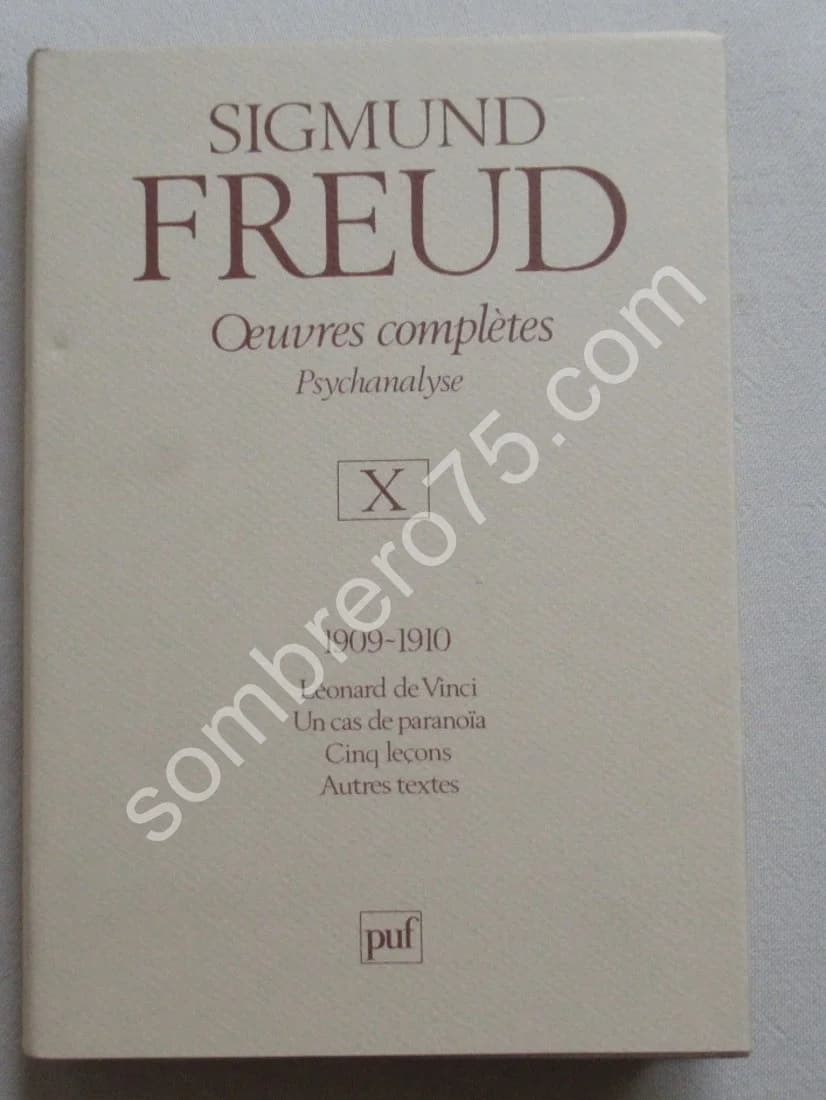 SIGMUND
FREUD
Œuvres complètes
Psychanalyse
X
1909-1910
Léonard de Vinci
Un cas de paranoïa
Cinq leçons
Autres textes
puf
sombrero75.com